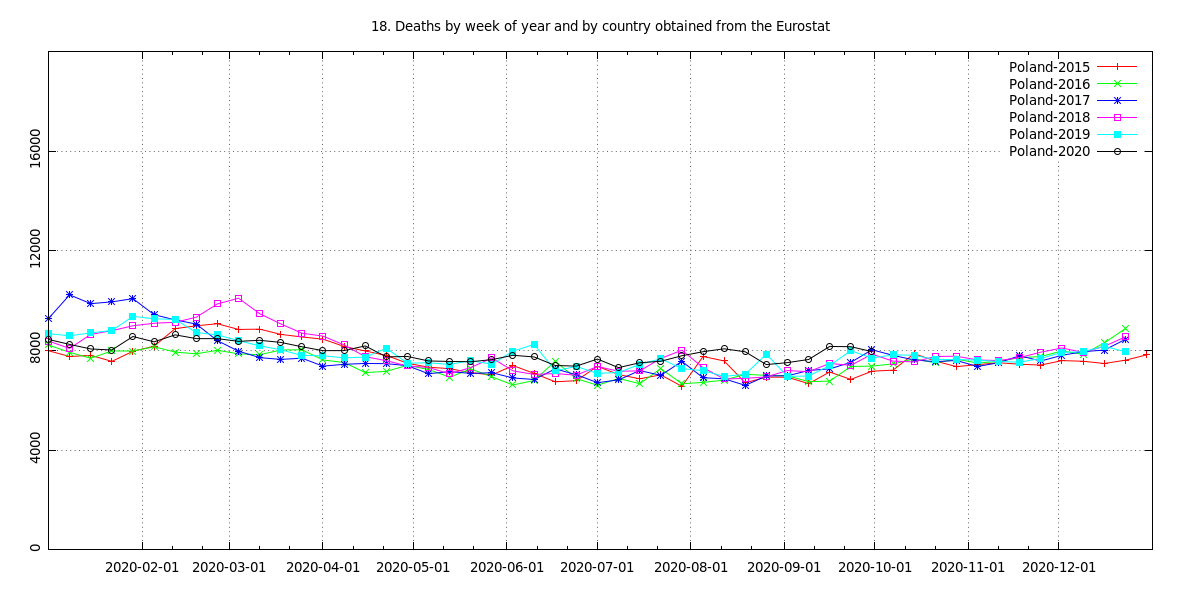 18. Deaths by week of year and by country obtained from the Eurostat
Poland-2015
Poland-2016
Poland-2017
Poland-2018
Poland-2019
Poland-2020
16000
12000
8000
4000
0
2020-02-01 2020-03-01 2020-04-01 2020-05-01 2020-06-01 2020-07-01 2020-08-01 2020-09-01 2020-10-01 2020-11-01 2020-12-01